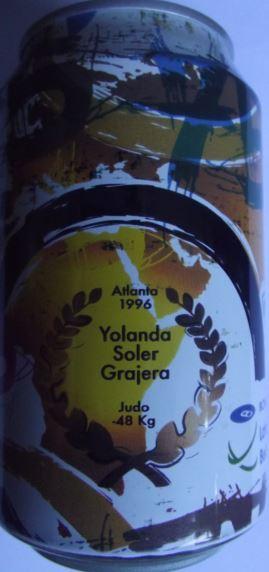 Atlanta
1996
Yolanda
Soler
Grajera
Judo
-48 Kg